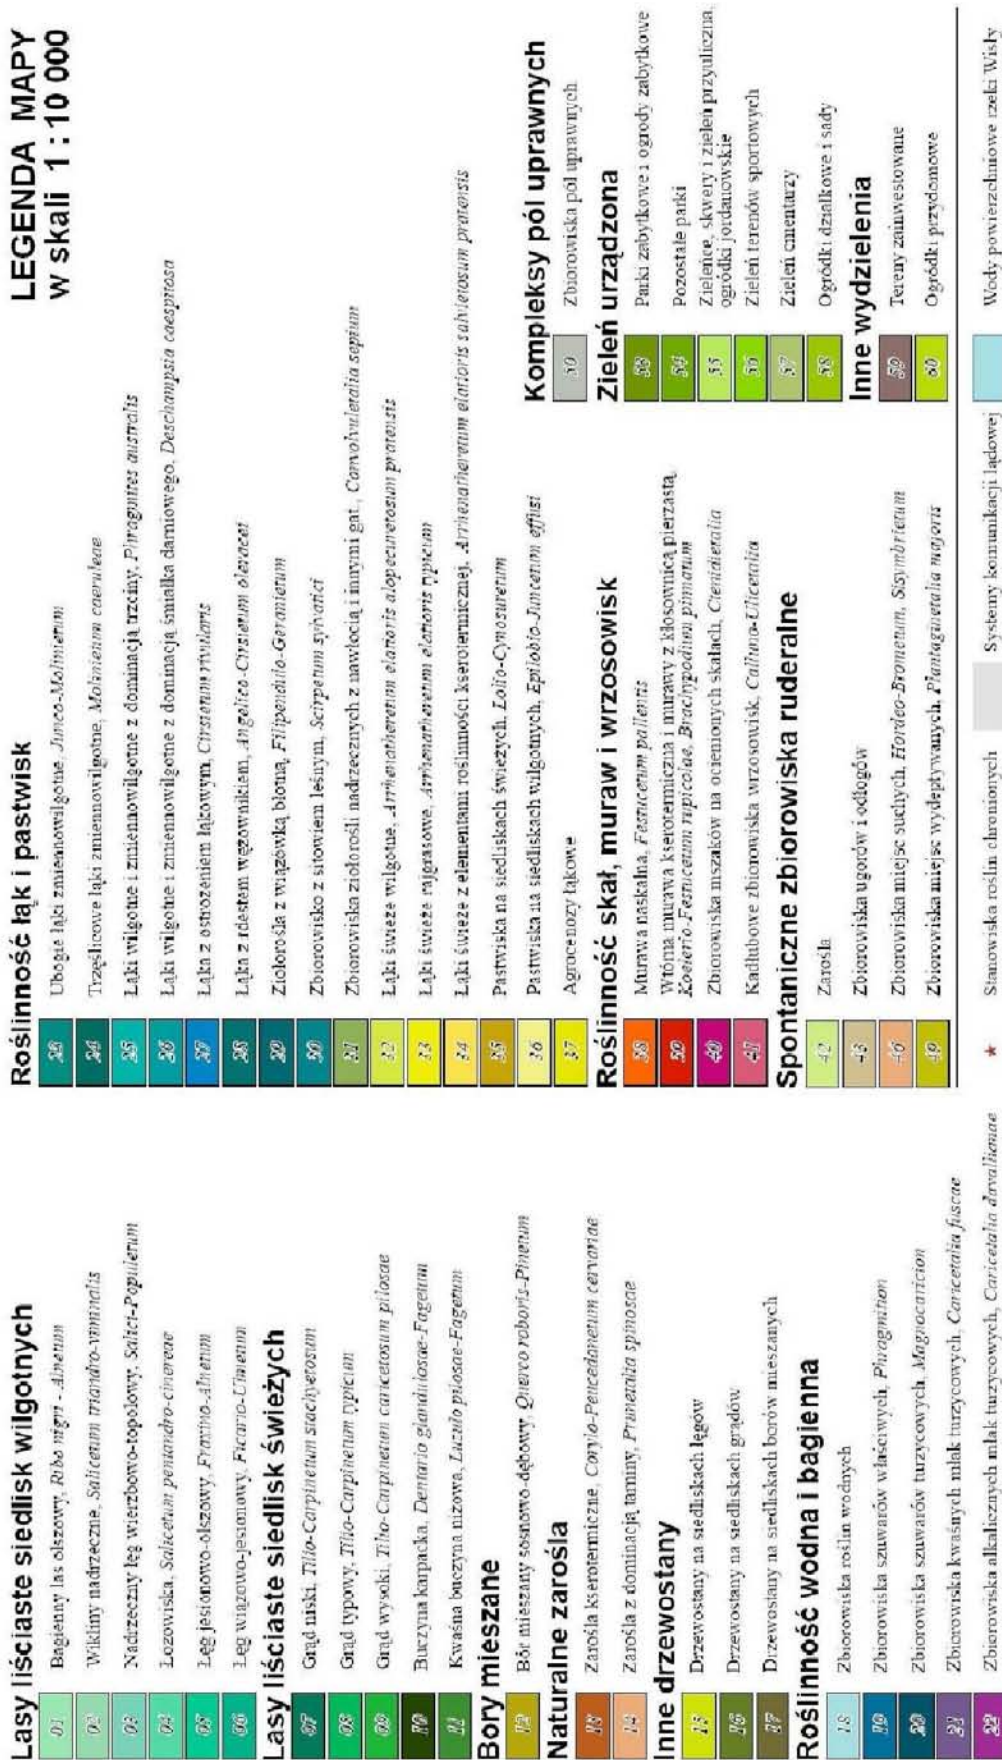 LEGENDA MAPY
w skali 1 : 10 000
Lasy liściaste siedlisk wilgotnych
01 Bagienny las olszowy, Ribo nigri - Alnetum
02 Wikliny nadrzeczne, Salicetum triandro-viminalis
03 Nadrzeczny łęg wierzbowo-topolowy, Salici-Populetum
04 Łozowiska, Salicetum pentandro-cinereae
05 Łęg jesionowo-olszowy, Fraxino-Alnetum
06 Łęg wiązowo-jesionowy, Ficario-Ulmetum
Lasy liściaste siedlisk świeżych
07 Grąd niski, Tilio-Carpinetum stachyetosum
08 Grąd typowy, Tilio-Carpinetum typicum
09 Grąd wysoki, Tilio-Carpinetum caricetosum pilosae
10 Buczyna karpacka, Dentario glandulosae-Fagetum
11 Kwaśna buczyna niżowa, Luzulo pilosae-Fagetum
Bory mieszane
12 Bór mieszany sosnowo-dębowy, Querco roboris-Pinetum
Naturalne zarośla
13 Zarośla kserotermiczne, Corylo-Peucedanetum cervariae
14 Zarośla z dominacją tarniny, Prunetalia spinosae
Inne drzewostany
15 Drzewostany na siedliskach łęgów
16 Drzewostany na siedliskach grądów
17 Drzewostany na siedliskach borów mieszanych
Roślinność wodna i bagienna
18 Zbiorowiska roślin wodnych
19 Zbiorowiska szuwarów właściwych, Phragmition
20 Zbiorowiska szuwarów turzycowych, Magnocaricion
21 Zbiorowiska kwaśnych młak turzycowych, Caricetalia fuscae
22 Zbiorowiska alkalicznych młak turzycowych, Caricetalia davallianae
Roślinność łąk i pastwisk
23 Ubogie łąki zmiennowilgotne, Junco-Molinietum
24 Trzęślicowe łąki zmiennowilgotne, Molinietum caeruleae
25 Łąki wilgotne i zmiennowilgotne z dominacją trzciny, Phragmites australis
26 Łąki wilgotne i zmiennowilgotne z dominacją śmiałka darniowego, Deschampsia caespitosa
27 Łąka z ostrożeniem łąkowym, Cirsietum rivularis
28 Łąka z rdestem wężownikiem, Angelico-Cirsietum oleracei
29 Ziołorośla z wiązówką błotną, Filipendulo-Geranietum
30 Zbiorowisko z sitowiem leśnym, Scirpetum sylvatici
31 Zbiorowiska ziołorośli nadrzecznych z nawłocią i innymi gat., Convolvuletalia sepium
32 Łąki świeże wilgotne, Arrhenatheretum elatioris alopecuretosum pratensis
33 Łąki świeże rajgrasowe, Arrhenatheretum elatioris typicum
34 Łąki świeże z elementami roślinności kserotermicznej, Arrhenatheretum elatioris salvietosum pratensis
35 Pastwiska na siedliskach świeżych, Lolio-Cynosuretum
36 Pastwiska na siedliskach wilgotnych, Epilobio-Juncetum effusi
37 Agrocenozy łąkowe
Roślinność skał, muraw i wrzosowisk
38 Murawa naskalna, Festucetum pallentis
39 Wtórna murawa kserotermiczna i murawy z kłosownicą pierzastą,
Koelerio-Festucetum rupicolae, Brachypodium pinnatum
40 Zbiorowiska mszaków na ocienionych skałach, Ctenidietalia
41 Kadłubowe zbiorowiska wrzosowisk, Calluno-Ulicetalia
Spontaniczne zbiorowiska ruderalne
42 Zarośla
43 Zbiorowiska ugorów i odłogów
46 Zbiorowiska miejsc suchych, Hordeo-Brometum, Sisymbrietum
49 Zbiorowiska miejsc wydeptywanych, Plantaginetalia majoris
Kompleksy pól uprawnych
50 Zbiorowiska pól uprawnych
Zieleń urządzona
53 Parki zabytkowe i ogrody zabytkowe
54 Pozostałe parki
55 Zieleńce, skwery i zieleń przyuliczna,
ogródki jordanowskie
56 Zieleń terenów sportowych
57 Zieleń cmentarzy
58 Ogródki działkowe i sady
Inne wydzielenia
59 Tereny zainwestowane
60 Ogródki przydomowe
Stanowiska roślin chronionych
Systemy komunikacji lądowej
Wody powierzchniowe rzeki Wisły